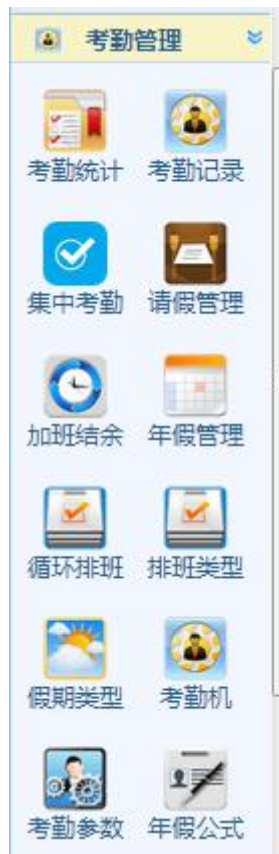 考勤管理
考勤统计 考勤记录
集中考勤 请假管理
加班结余 年假管理
循环排班 排班类型
假期类型 考勤机
考勤参数 年假公式